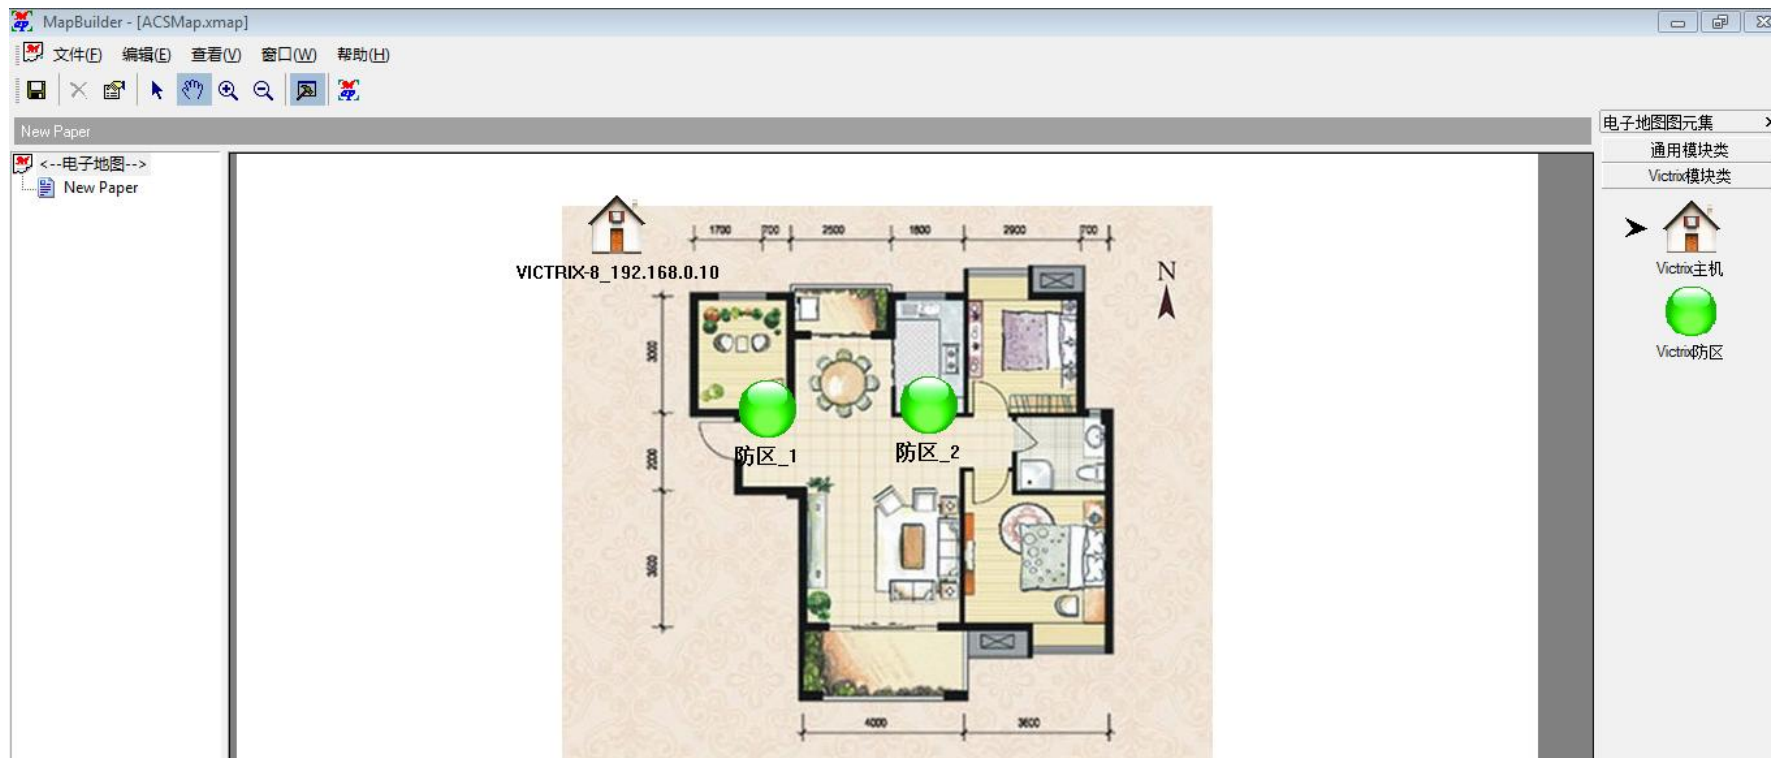 MapBuilder - [ACSMap.xmap]
文件(F) 编辑(E) 查看(V) 窗口(W) 帮助(H)
New Paper
电子地图图元集
<--电子地图-->
New Paper
通用模块类
Victrix模块类
Victrix主机
Victrix防区
VICTRIX-8_192.168.0.10
1700 700 2500 1800 2900 700
N
3000
防区_1
防区_2
2000
3600
4000 3600